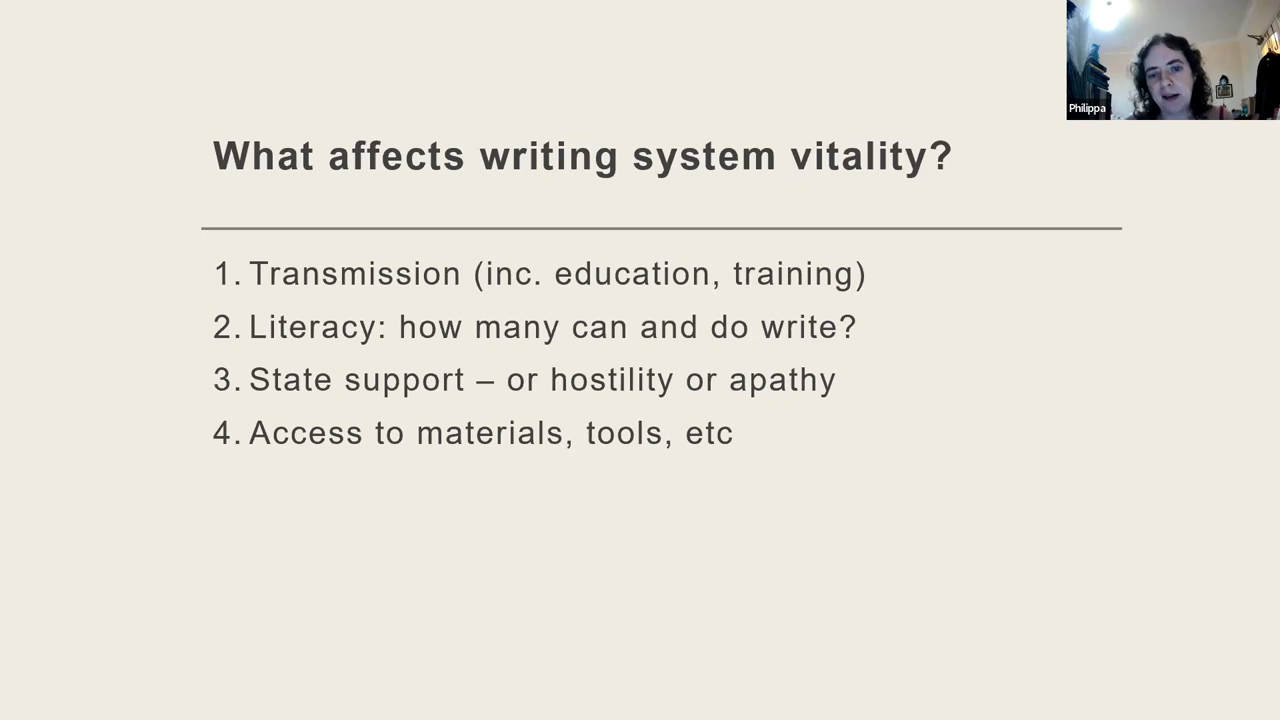 Philippa
What affects writing system vitality?
1. Transmission (inc. education, training)
2. Literacy: how many can and do write?
3. State support – or hostility or apathy
4. Access to materials, tools, etc